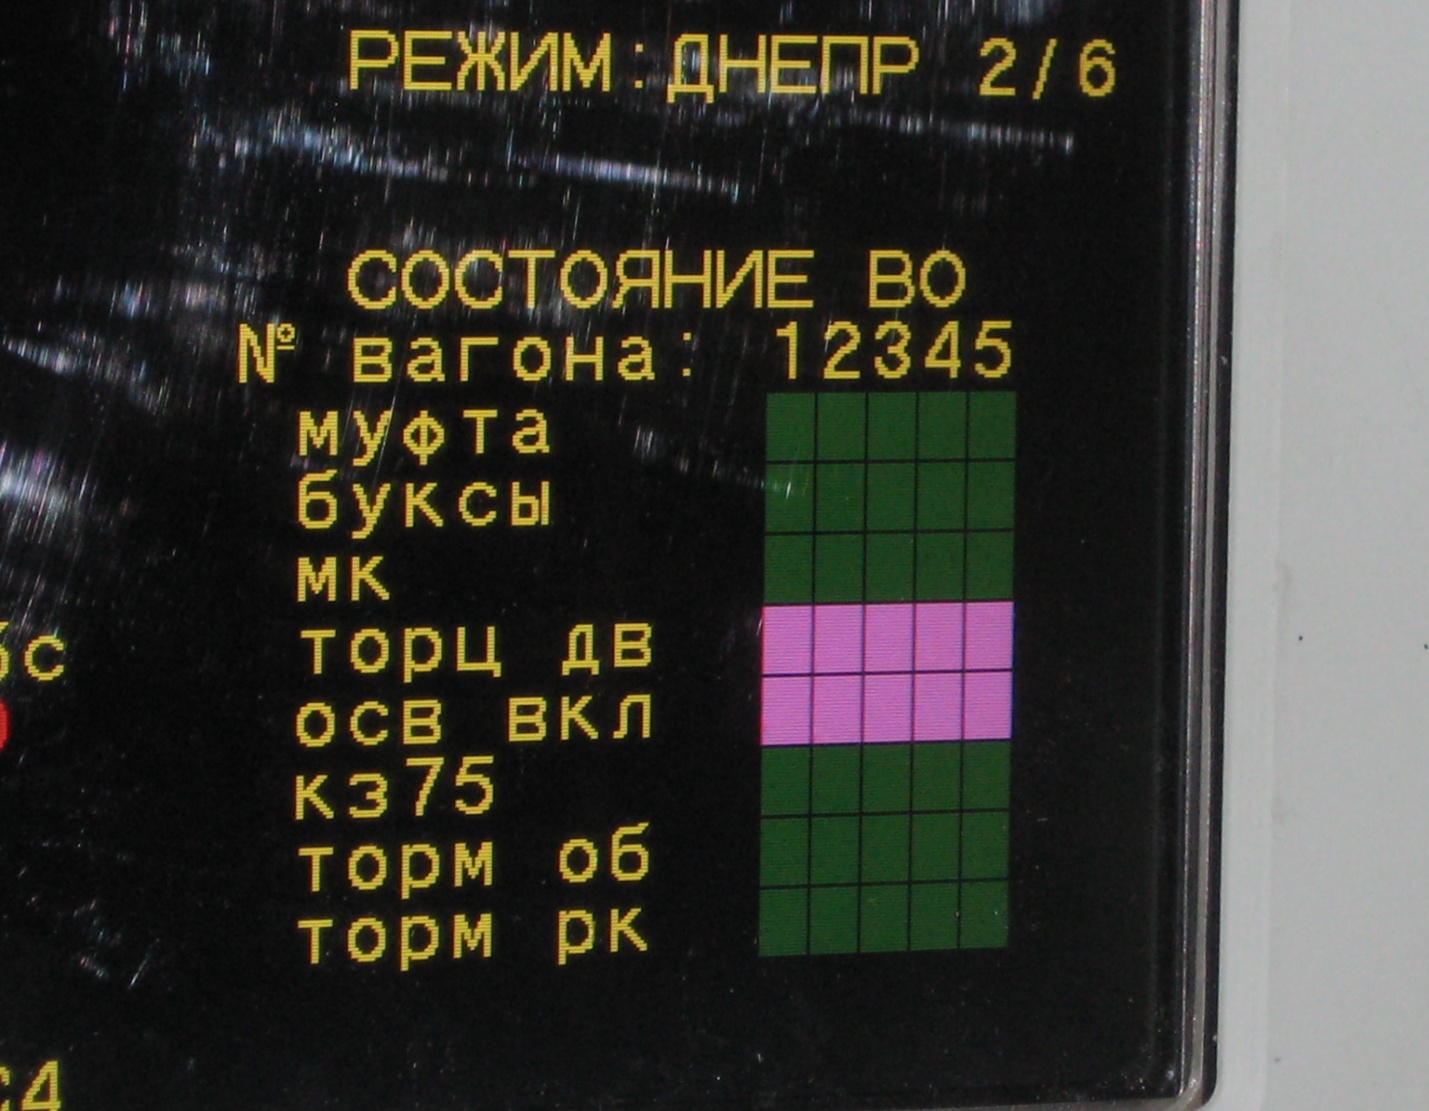 РЕЖИМ:ДНЕПР 2/6
СОСТОЯНИЕ ВО
№ вагона: 12345
муфта
буксы
мк
торц дв
осв вкл
кз75
торм об
торм рк